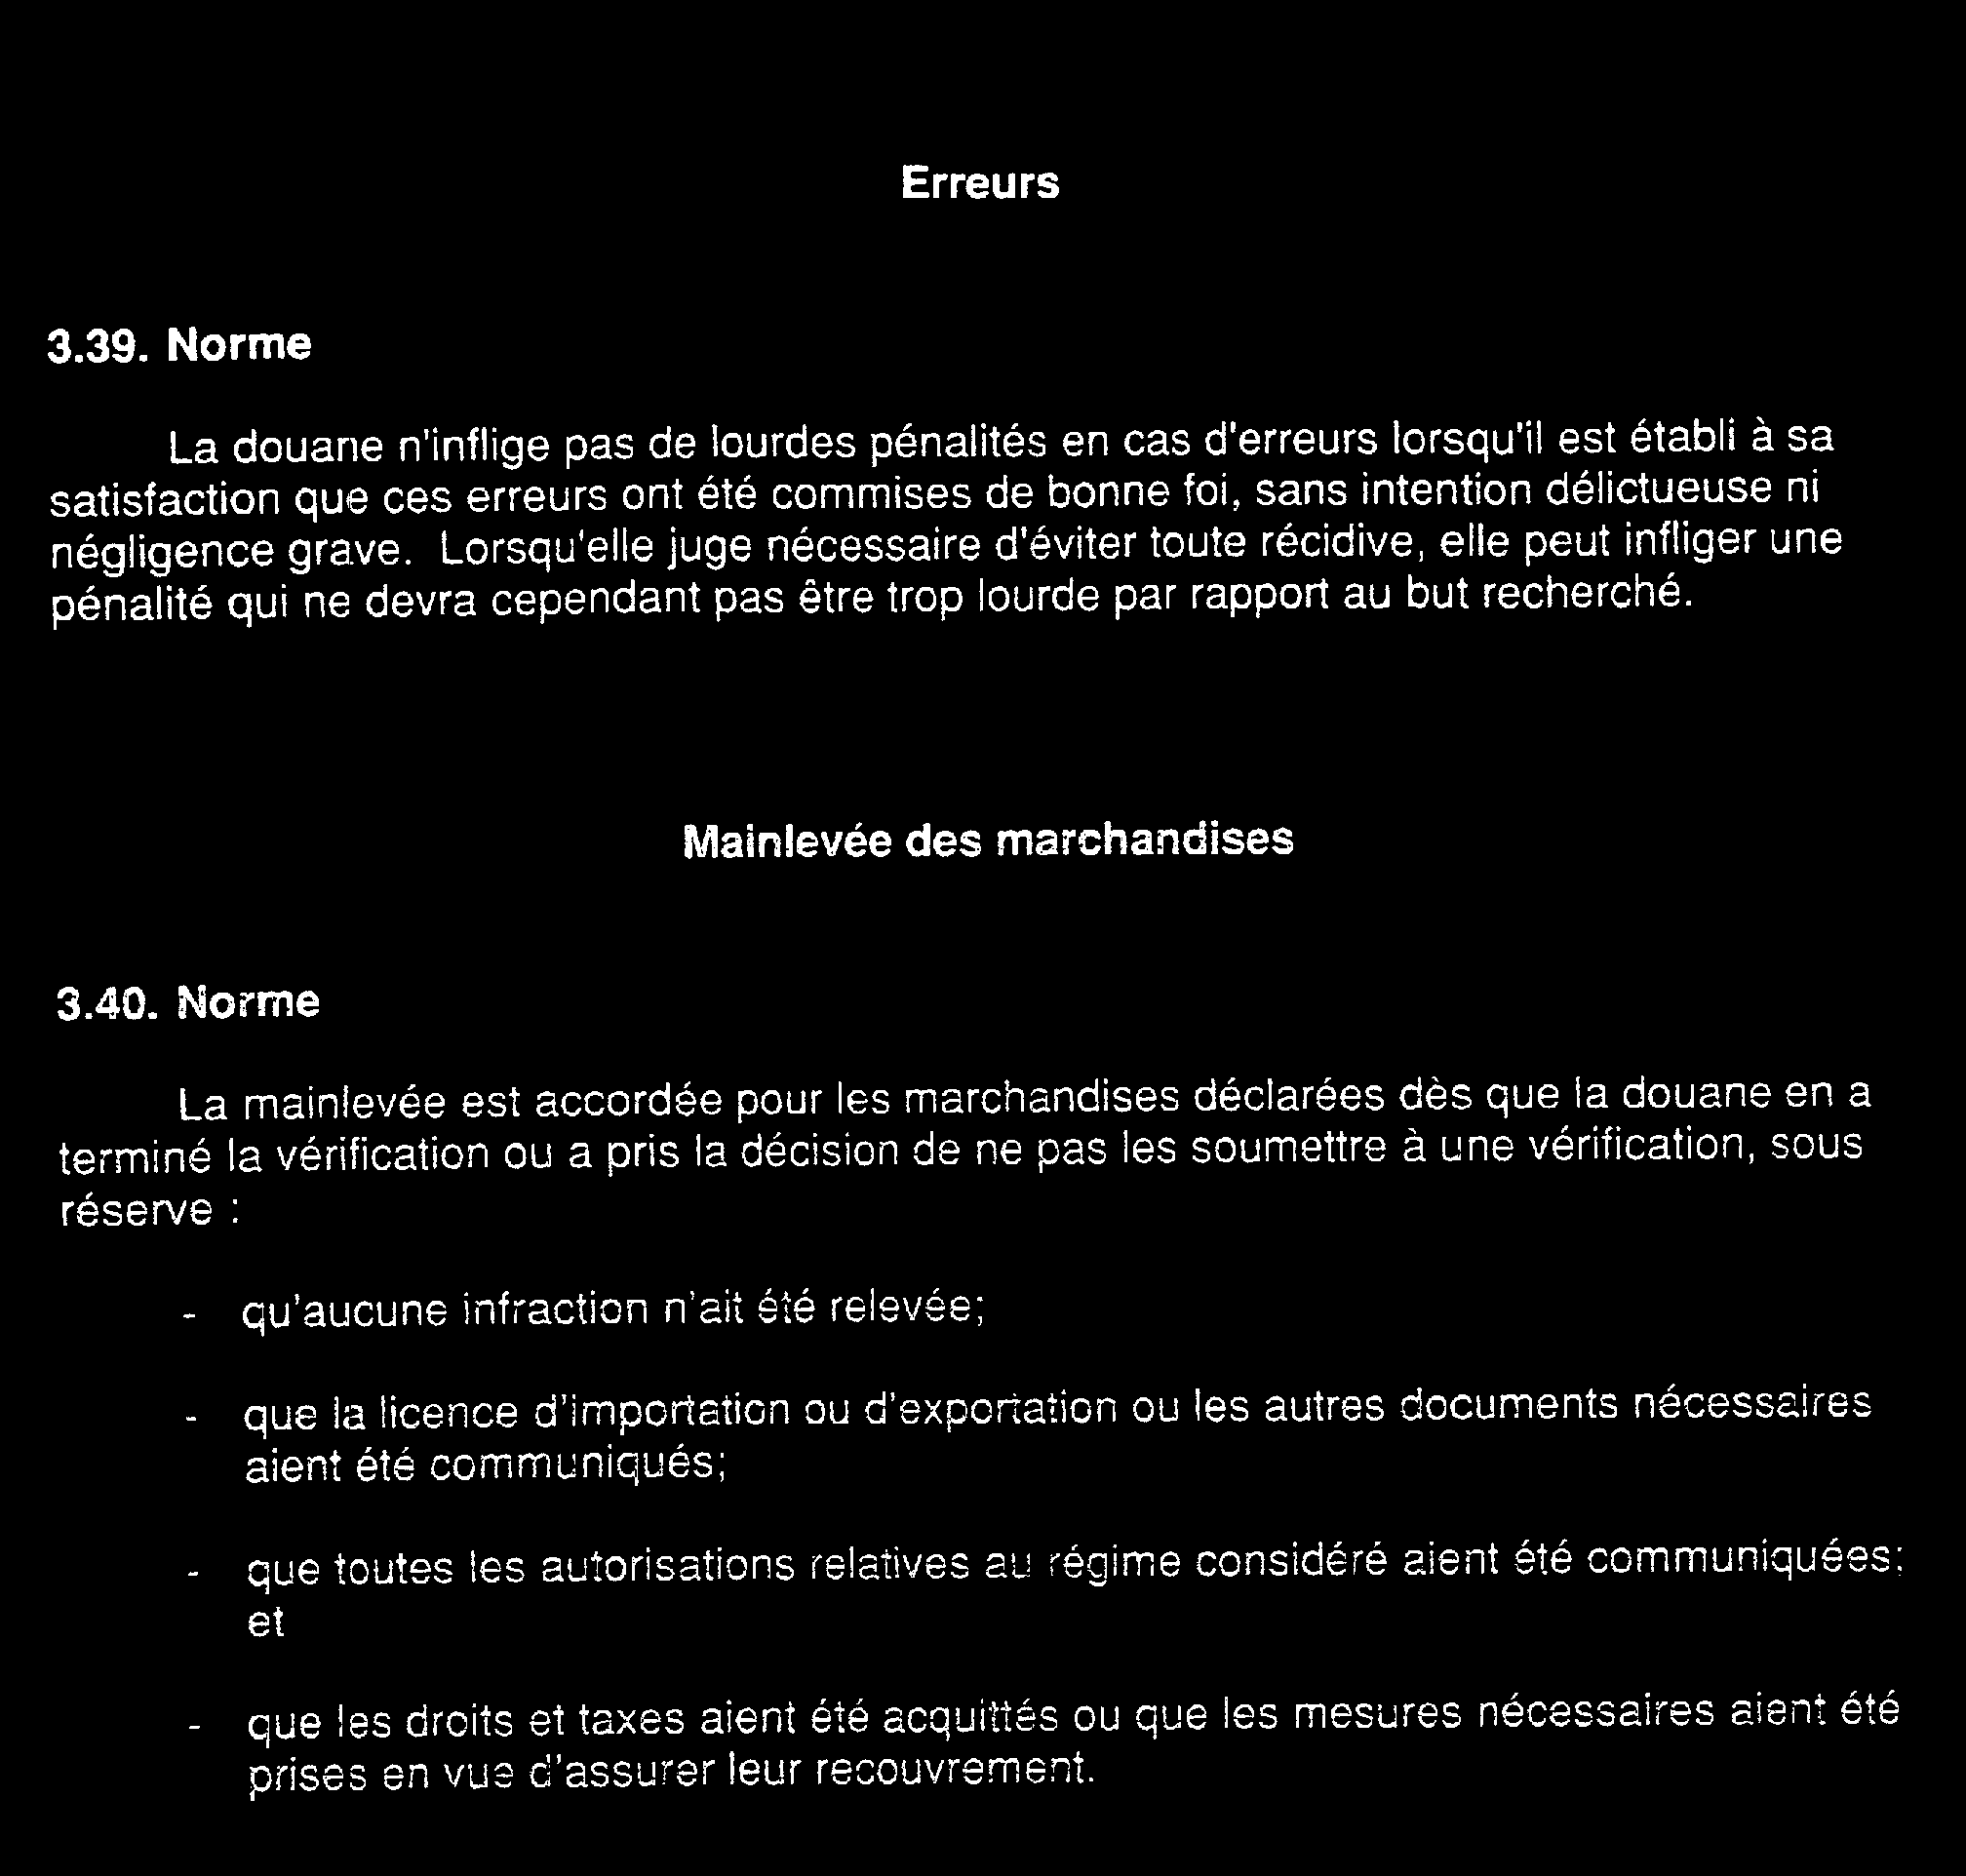 Erreurs
3.39. Norme
La douane n'inflige pas de lourdes pénalités en cas d'erreurs lorsqu'il est établi à sa
satisfaction que ces erreurs ont été commises de bonne foi, sans intention délictueuse ni
négligence grave. Lorsqu'elle juge nécessaire d'éviter toute récidive, elle peut infliger une
pénalité qui ne devra cependant pas être trop lourde par rapport au but recherché.
Mainlevée des marchandises
3.40. Norme
La mainlevée est accordée pour les marchandises déclarées dès que la douane en a
terminé la vérification ou a pris la décision de ne pas les soumettre à une vérification, sous
réserve :
- qu'aucune infraction n'ait été relevée;
- que la licence d'importation ou d'exportation ou les autres documents nécessaires
aient été communiqués;
- que toutes les autorisations relatives au régime considéré aient été communiquées;
et
- que les droits et taxes aient été acquittés ou que les mesures nécessaires aient été
prises en vue d"assurer leur recouvrement.